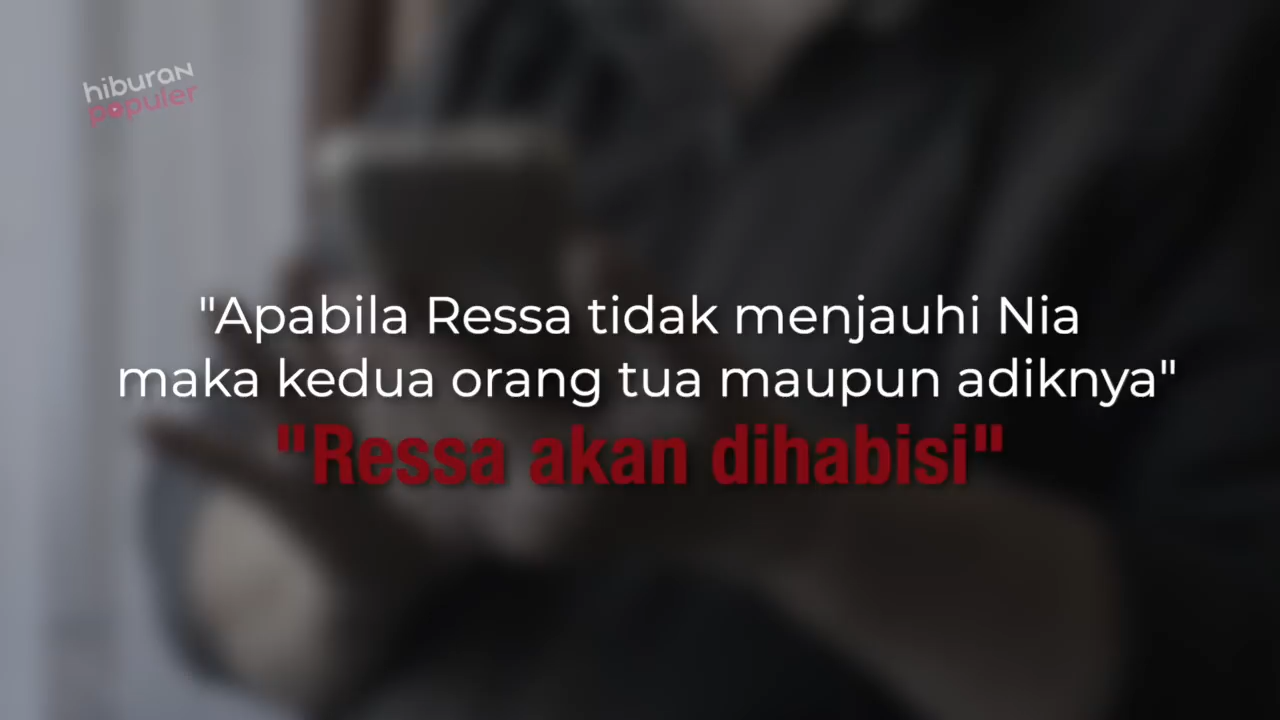 hiburan
populer
"Apabila Ressa tidak menjauhi Nia
maka kedua orang tua maupun adiknya"
"Ressa akan dihabisi"